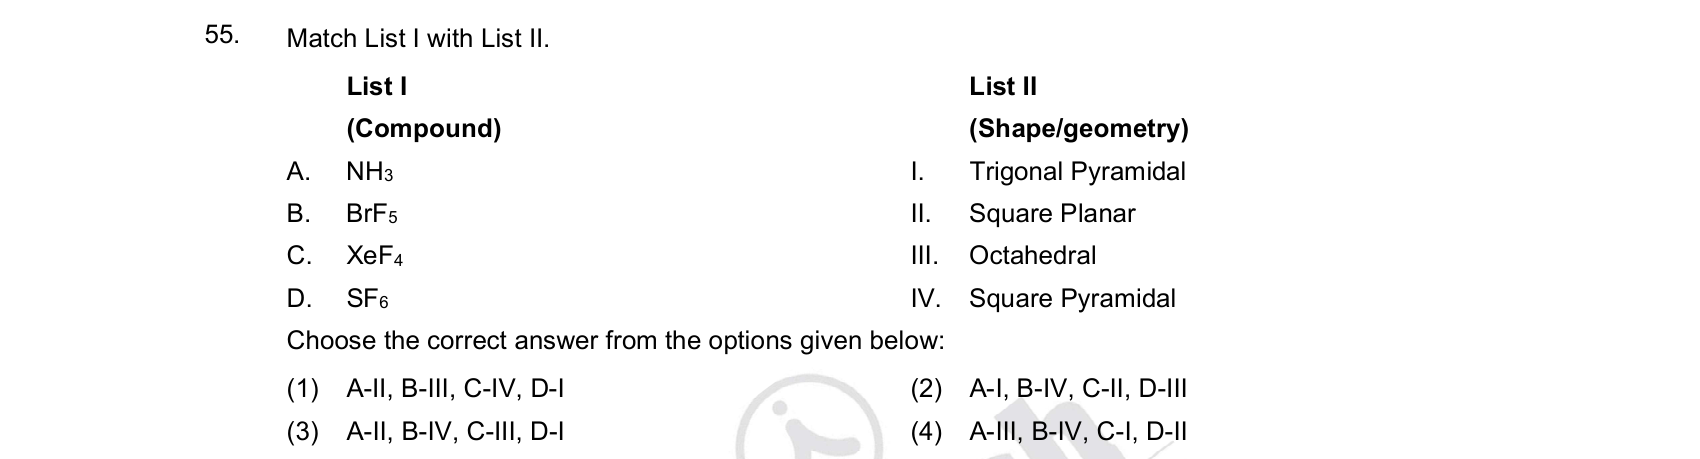 55. Match List I with List II.
List I List II
(Compound) (Shape/geometry)
A. NH₃ I. Trigonal Pyramidal
B. BrF₅ II. Square Planar
C. XeF₄ III. Octahedral
D. SF₆ IV. Square Pyramidal
Choose the correct answer from the options given below:
(1) A-II, B-III, C-IV, D-I (2) A-I, B-IV, C-II, D-III
(3) A-II, B-IV, C-III, D-I (4) A-III, B-IV, C-I, D-II